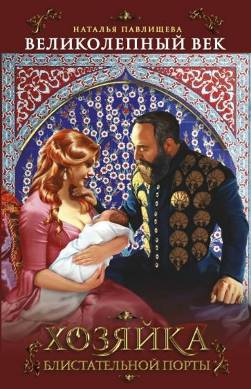 НАТАЛЬЯ ПАВЛИЩЕВА
ВЕЛИКОЛЕПНЫЙ ВЕК
ХОЗЯЙКА
БЛИСТАТЕЛЬНОЙ ПОРТЫ